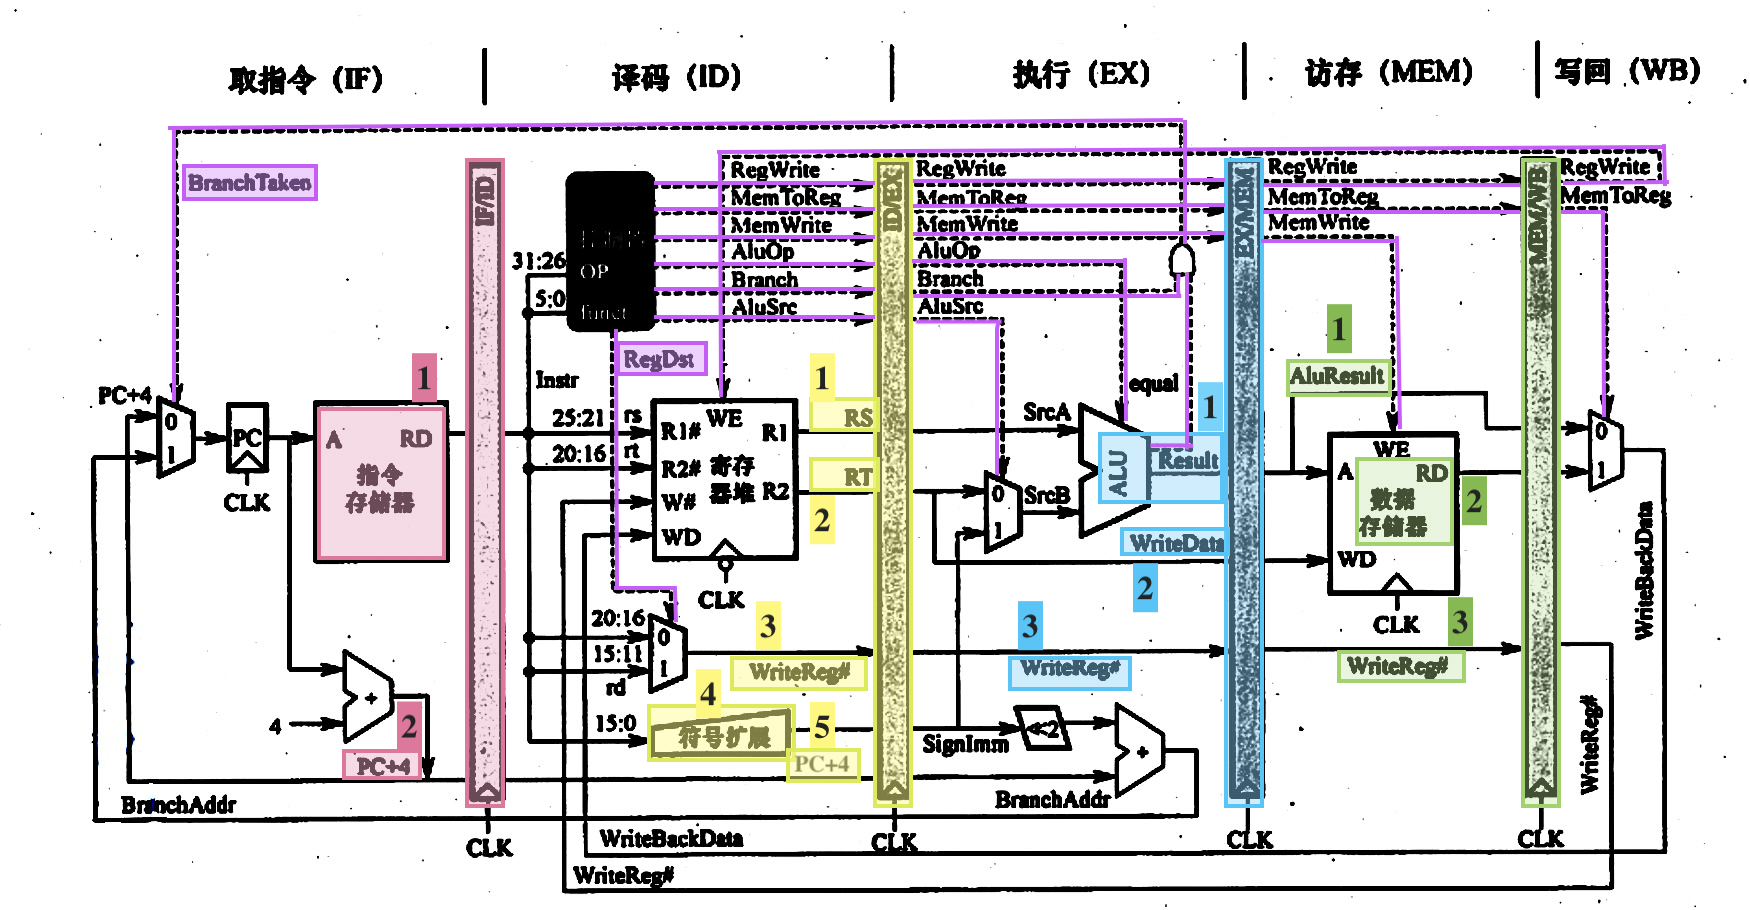 取指令（IF）
译码（ID）
执行（EX）
访存（MEM）
写回（WB）
BranchTaken
PC+4
0
1
PC
CLK
1
A
RD
指令
存储器
4
+
2
PC+4
BranchAddr
IF/ID
CLK
31:26
OP
5:0
funct
RegWrite
MemToReg
MemWrite
AluOp
Branch
AluSrc
RegDst
Instr
25:21
rs
20:16
rt
WE
R1#
R1
R2#
寄存
器堆
R2
W#
WD
CLK
1
RS
RT
2
20:16
0
15:11
1
rd
3
WriteReg#
4
15:0
符号扩展
5
PC+4
WriteBackData
WriteReg#
ID/EX
CLK
RegWrite
MemToReg
MemWrite
AluOp
Branch
AluSrc
equal
SrcA
0
1
SrcB
ALU
Result
1
WriteData
2
3
WriteReg#
SignImm
<<2
+
BranchAddr
EX/MEM
CLK
RegWrite
MemToReg
MemWrite
1
AluResult
WE
A
RD
数据
存储器
2
WD
CLK
3
WriteReg#
MEM/WB
CLK
RegWrite
MemToReg
0
1
WriteBackData
WriteReg#